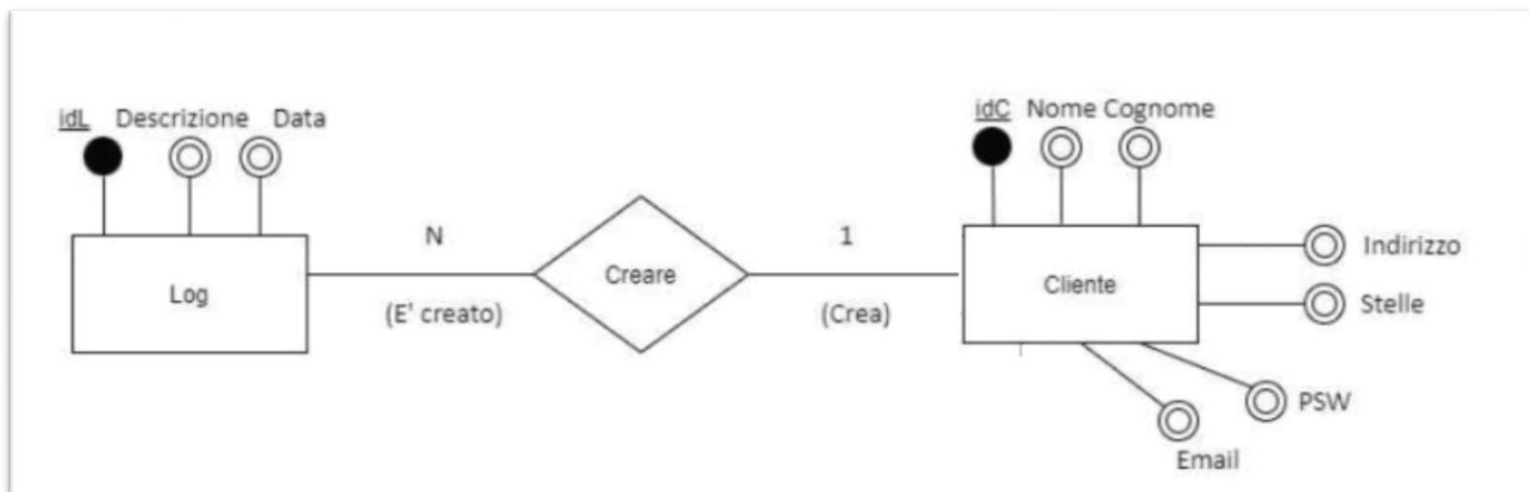 idL Descrizione Data
idC Nome Cognome
N
1
Indirizzo
Log
Creare
Cliente
Stelle
(E' creato)
(Crea)
PSW
Email